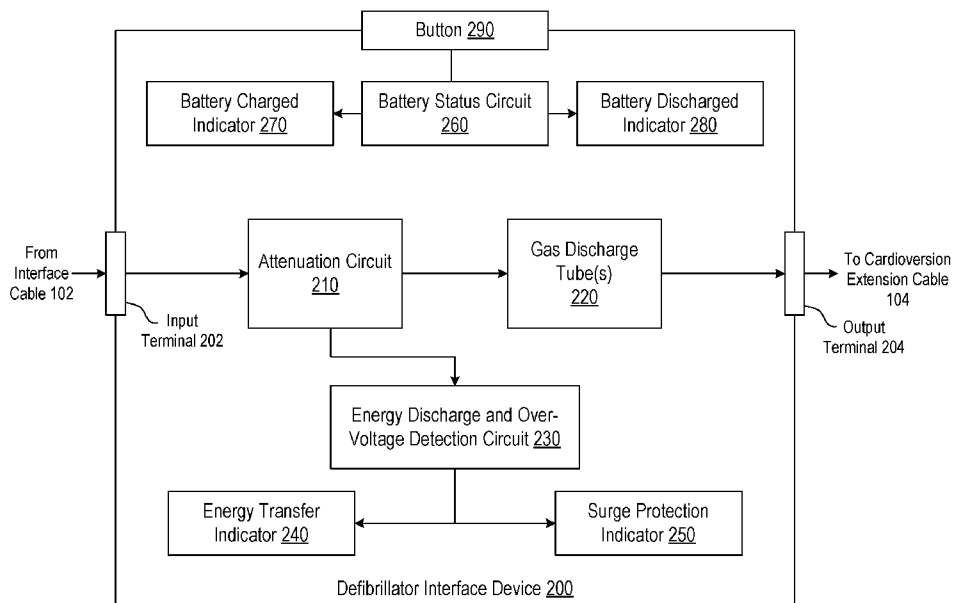 Button 290
Battery Charged
Indicator 270
Battery Status Circuit
260
Battery Discharged
Indicator 280
From
Interface
Cable 102
Input
Terminal 202
Attenuation Circuit
210
Gas Discharge
Tube(s)
220
To Cardioversion
Extension Cable
104
Output
Terminal 204
Energy Discharge and Over-
Voltage Detection Circuit 230
Energy Transfer
Indicator 240
Surge Protection
Indicator 250
Defibrillator Interface Device 200